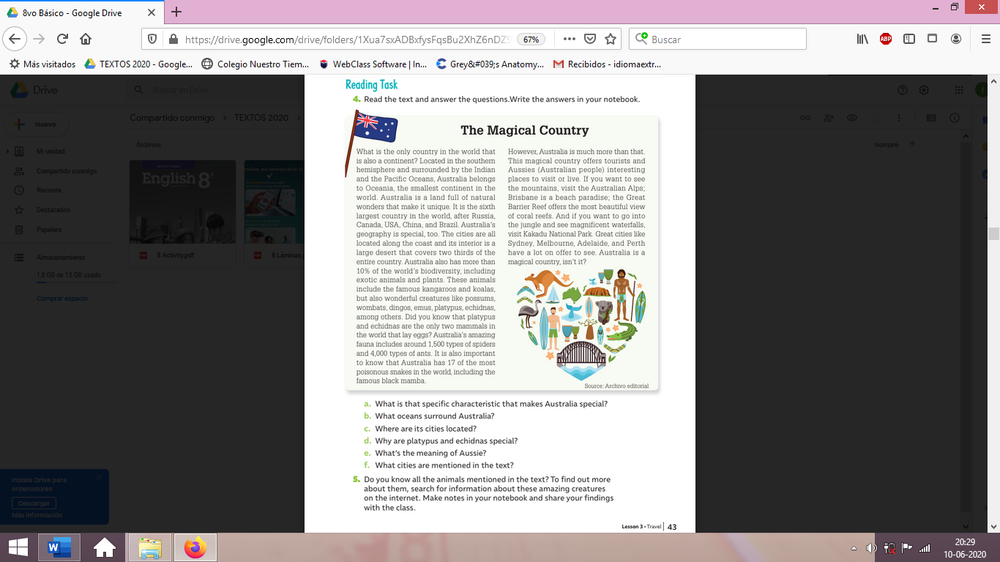 8vo Básico - Google Drive
https://drive.google.com/drive/folders/1Xua7sxADBxfysFqsBu2XhZ6nDZS
67%
Buscar
ABP
Más visitados
TEXTOS 2020 - Google...
Colegio Nuestro Tiem...
WebClass Software | In...
Grey&#039;s Anatomy...
Recibidos - idiomaextr...
Drive
Buscar en Drive
Nuevo
Compartido conmigo
TEXTOS 2020
Archivos
Nombre
Mi unidad
Compartido conmigo
Reciente
Destacados
Papelera
Almacenamiento
1,8 GB de 15 GB usado
Comprar espacio
English 8°
8 Activity.pdf
8 Láminas.p
Instala Drive para
ordenadores
Descargar
Más información
Reading Task
4. Read the text and answer the questions.Write the answers in your notebook.
The Magical Country
What is the only country in the world that
is also a continent? Located in the southern
hemisphere and surrounded by the Indian
and the Pacific Oceans, Australia belongs
to Oceania, the smallest continent in the
world. Australia is a land full of natural
wonders that make it unique. It is the sixth
largest country in the world, after Russia,
Canada, USA, China, and Brazil. Australia's
geography is special, too. The cities are all
located along the coast and its interior is a
large desert that covers two thirds of the
entire country. Australia also has more than
10% of the world's biodiversity, including
exotic animals and plants. These animals
include the famous kangaroos and koalas,
but also wonderful creatures like possums,
wombats, dingos, emus, platypus, echidnas,
among others. Did you know that platypus
and echidnas are the only two mammals in
the world that lay eggs? Australia's amazing
fauna includes around 1,500 types of spiders
and 4,000 types of ants. It is also important
to know that Australia has 17 of the most
poisonous snakes in the world, including the
famous black mamba.
However, Australia is much more than that.
This magical country offers tourists and
Aussies (Australian people) interesting
places to visit or live. If you want to see
the mountains, visit the Australian Alps;
Brisbane is a beach paradise; the Great
Barrier Reef offers the most beautiful view
of coral reefs. And if you want to go into
the jungle and see magnificent waterfalls,
visit Kakadu National Park. Great cities like
Sydney, Melbourne, Adelaide, and Perth
have a lot on offer to see. Australia is a
magical country, isn't it?
Source: Archivo editorial
a. What is that specific characteristic that makes Australia special?
b. What oceans surround Australia?
c. Where are its cities located?
d. Why are platypus and echidnas special?
e. What's the meaning of Aussie?
f. What cities are mentioned in the text?
5. Do you know all the animals mentioned in the text? To find out more
about them, search for information about these amazing creatures
on the internet. Make notes in your notebook and share your findings
with the class.
Lesson 3 • Travel | 43
20:29
10-06-2020